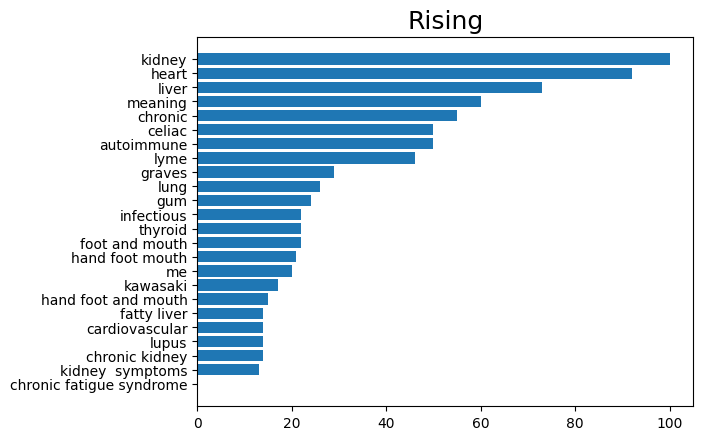 Rising
kidney
heart
liver
meaning
chronic
celiac
autoimmune
lyme
graves
lung
gum
infectious
thyroid
foot and mouth
hand foot mouth
me
kawasaki
hand foot and mouth
fatty liver
cardiovascular
lupus
chronic kidney
kidney  symptoms
chronic fatigue syndrome
0 20 40 60 80 100